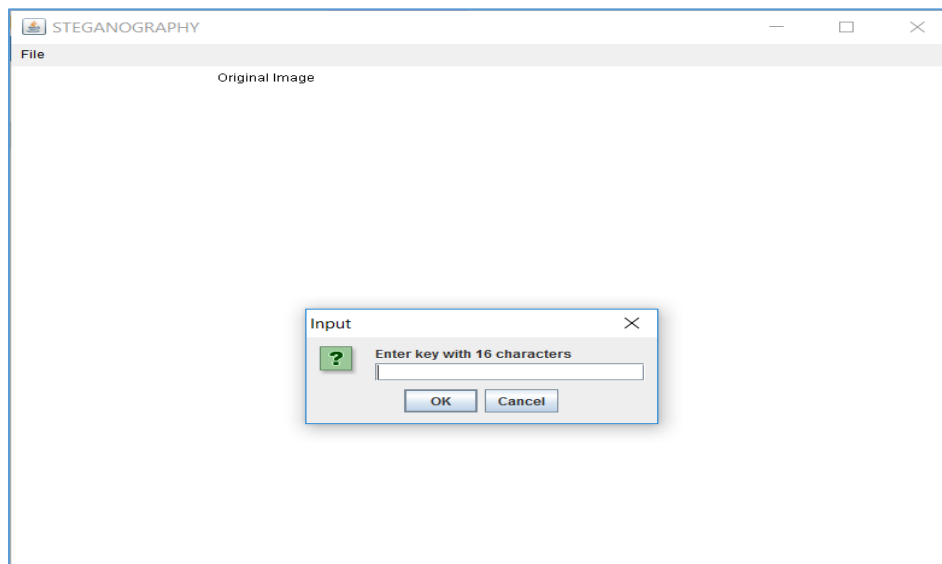 STEGANOGRAPHY
File
Original Image
Input
?
Enter key with 16 characters
OK Cancel